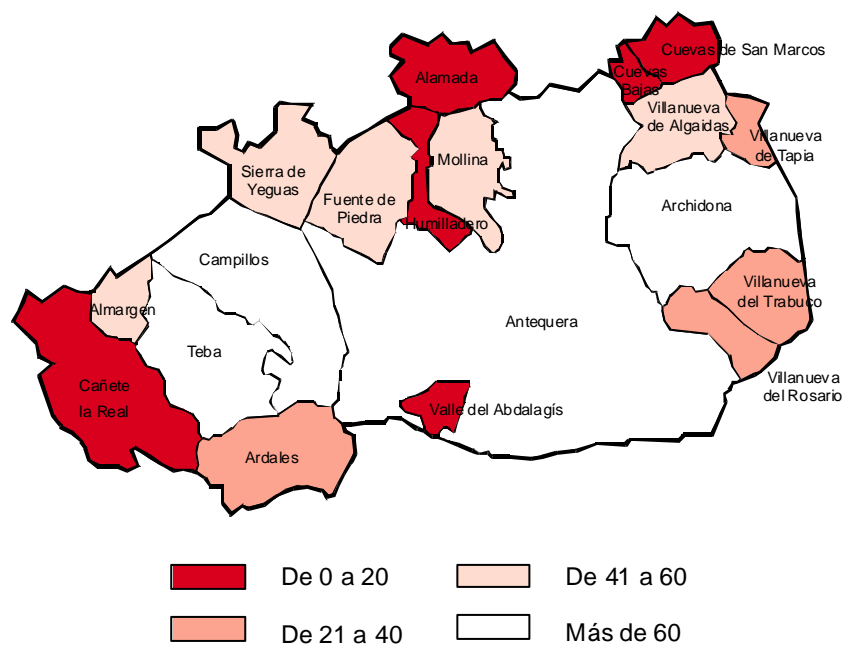 Cuevas de San Marcos
Alamada
Cuevas
Bajas
Villanueva
de Algaidas
Villanueva
de Tapia
Mollina
Sierra de
Yeguas
Fuente de
Piedra
Humilladero
Archidona
Campillos
Villanueva
del Trabuco
Almargen
Antequera
Teba
Villanueva
del Rosario
Cañete
la Real
Valle del Abdalagís
Ardales
De 0 a 20
De 41 a 60
De 21 a 40
Más de 60